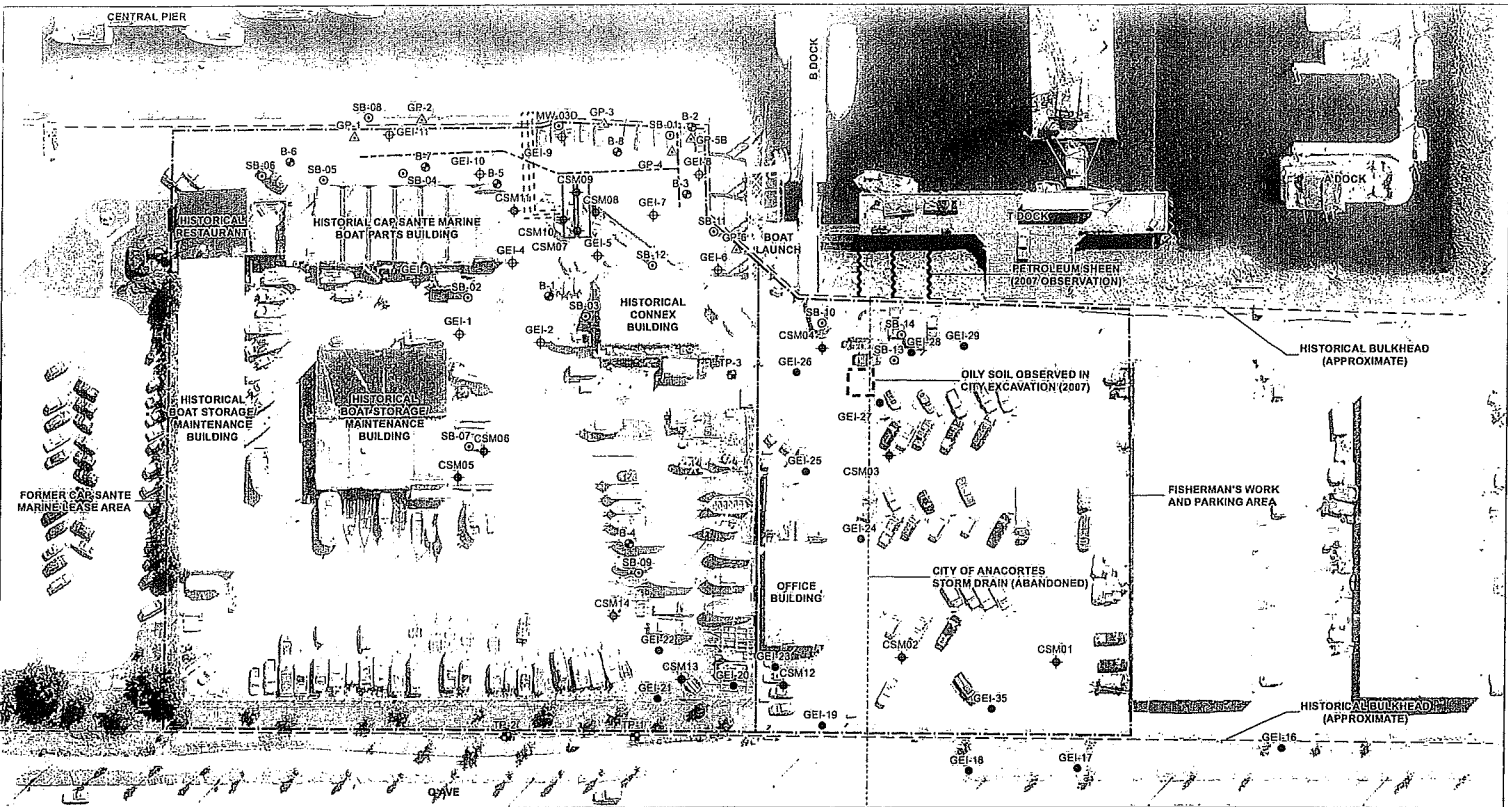 CENTRAL PIER
B DOCK
SB-08
GP-2
GP-1
GEI-11
MW-03D
GP-3
SB-01
B-2
GP-5B
GEI-9
B-8
B-6
SB-06
SB-05
B-7
SB-04
GEI-10
B-5
GP-4
GEI-8
CSM09
B-3
A DOCK
HISTORICAL
RESTAURANT
HISTORIAL CAP SANTE MARINE
BOAT PARTS BUILDING
CSM11
CSM08
GEI-7
CSM10
CSM07
SB-11
T DOCK
BOAT
LAUNCH
GEI-4
GEI-5
SB-12
GEI-6
PETROLEUM SHEEN
(2007 OBSERVATION)
SB-02
B-1
SB-03
HISTORICAL
CONNEX
BUILDING
GEI-1
GEI-2
SB-10
CSM04
SB-14
GEI-28
GEI-29
SB-13
HISTORICAL BULKHEAD
(APPROXIMATE)
TP-3
GEI-26
OILY SOIL OBSERVED IN
CITY EXCAVATION (2007)
GEI-27
HISTORICAL
BOAT STORAGE
MAINTENANCE
BUILDING
HISTORICAL
BOAT STORAGE/
MAINTENANCE
BUILDING
SB-07
CSM06
CSM05
GEI-25
CSM03
FORMER CAP SANTE
MARINE LEASE AREA
FISHERMAN'S WORK
AND PARKING AREA
GEI-24
B-4
SB-09
OFFICE
BUILDING
CITY OF ANACORTES
STORM DRAIN (ABANDONED)
CSM14
GEI-22
CSM02
CSM01
GEI-23
CSM13
GEI-20
CSM12
GEI-21
GEI-35
GEI-19
HISTORICAL BULKHEAD
(APPROXIMATE)
TP-2
TP-1
GEI-16
GEI-18
GEI-17
Q AVE